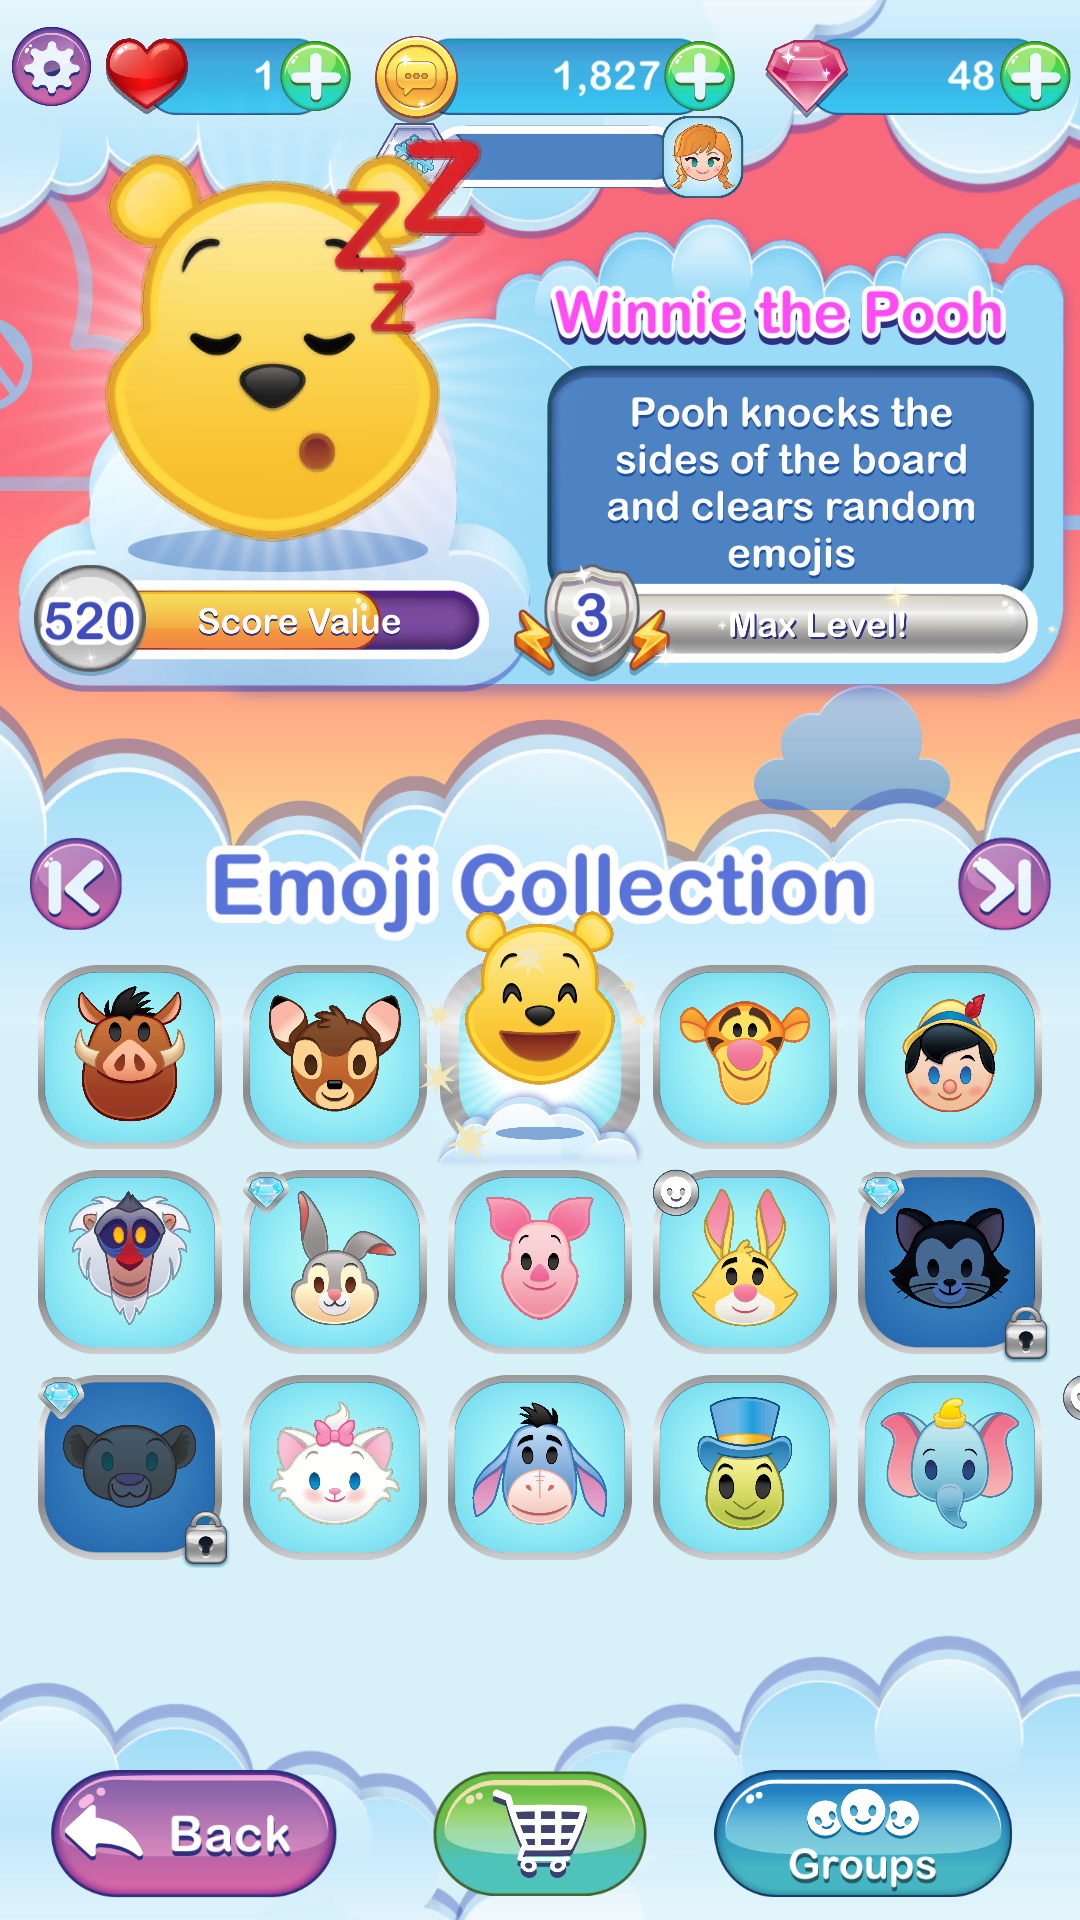 1
1,827
48
Z
Z
Z
Winnie the Pooh
Pooh knocks the
sides of the board
and clears random
emojis
520
Score Value
3
Max Level!
Emoji Collection
Back
Groups